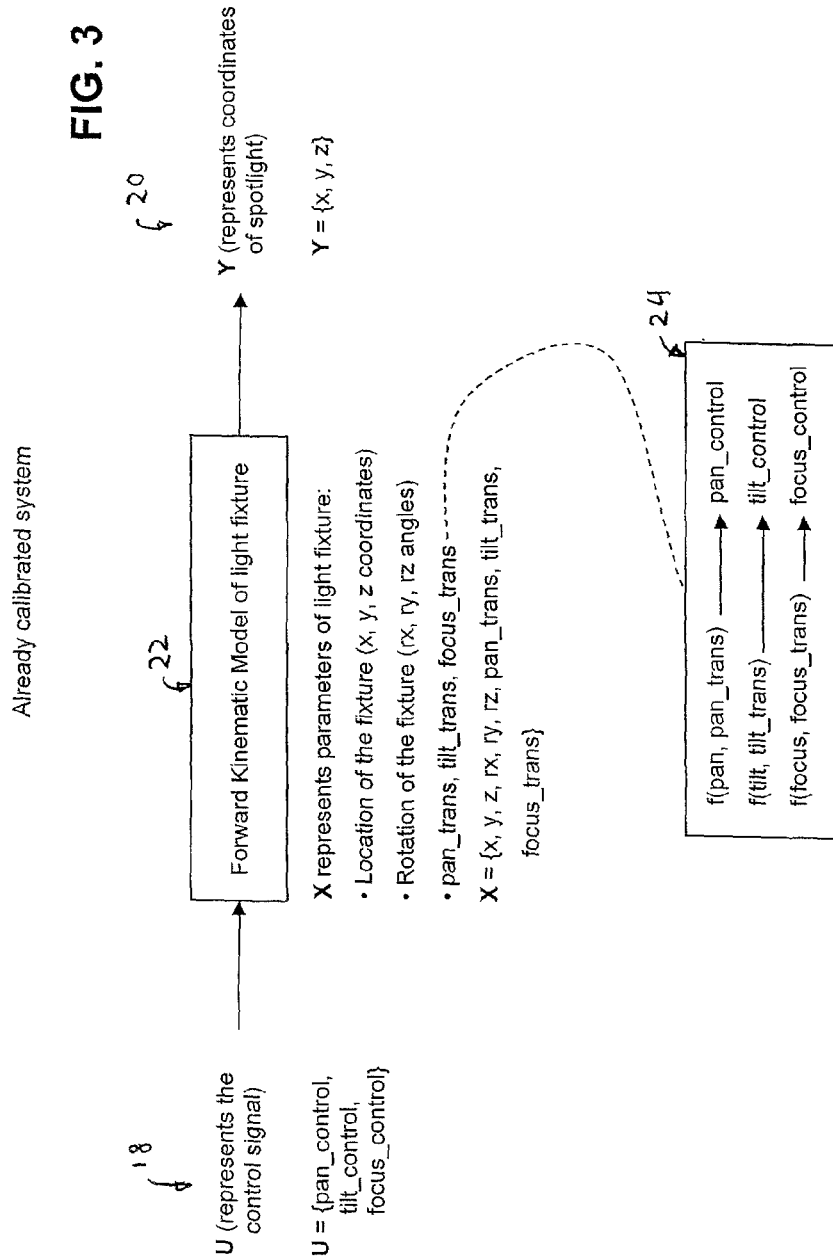 FIG. 3
Already calibrated system
18
U (represents the
control signal)
U = {pan_control,
tilt_control,
focus_control}
22
Forward Kinematic Model of light fixture
X represents parameters of light fixture:
• Location of the fixture (x, y, z coordinates)
• Rotation of the fixture (rx, ry, rz angles)
• pan_trans, tilt_trans, focus_trans
X = {x, y, z, rx, ry, rz, pan_trans, tilt_trans,
focus_trans}
20
Y (represents coordinates
of spotlight)
Y = {x, y, z}
24
f(pan, pan_trans) → pan_control
f(tilt, tilt_trans) → tilt_control
f(focus, focus_trans) → focus_control